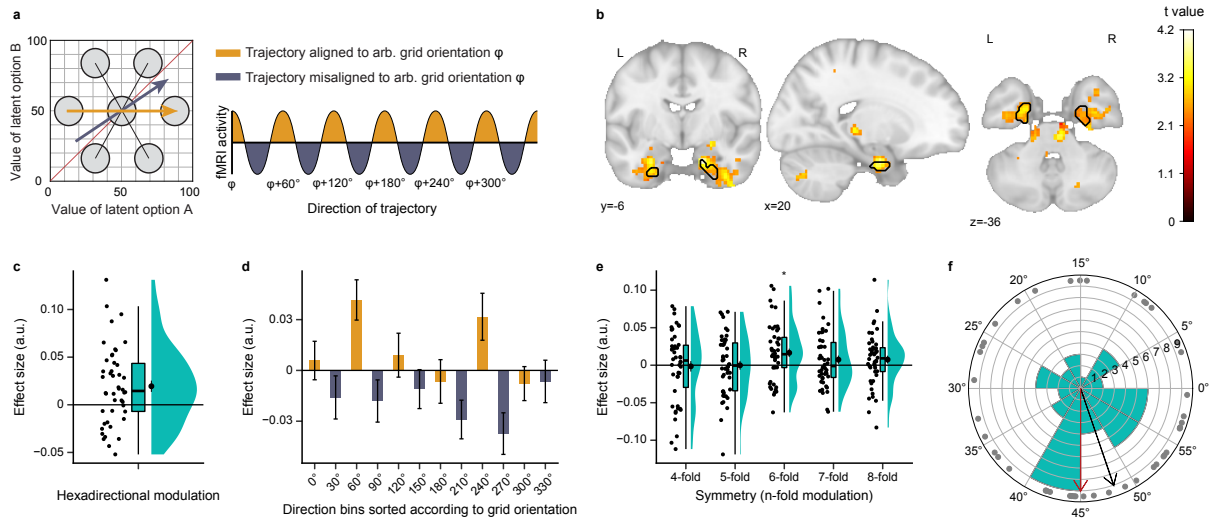 a
Value of latent option B
100
50
0
0
50
100
Value of latent option A
Trajectory aligned to arb. grid orientation φ
Trajectory misaligned to arb. grid orientation φ
fMRI activity
φ
φ+60°
φ+120°
φ+180°
φ+240°
φ+300°
Direction of trajectory
b
L
R
y=-6
x=20
L
R
z=-36
t value
4.2
3.2
2.1
1.1
0
c
Effect size (a.u.)
0.10
0.05
0
−0.05
Hexadirectional modulation
d
Effect size (a.u.)
0.03
0
−0.03
0°
30°
60°
90°
120°
150°
180°
210°
240°
270°
300°
330°
Direction bins sorted according to grid orientation
e
*
Effect size (a.u.)
0.10
0.05
0
−0.05
−0.10
4-fold
5-fold
6-fold
7-fold
8-fold
Symmetry (n-fold modulation)
f
15°
20°
10°
25°
5°
30°
0°
35°
55°
40°
50°
45°
1 2 3 4 5 6 7 8 9